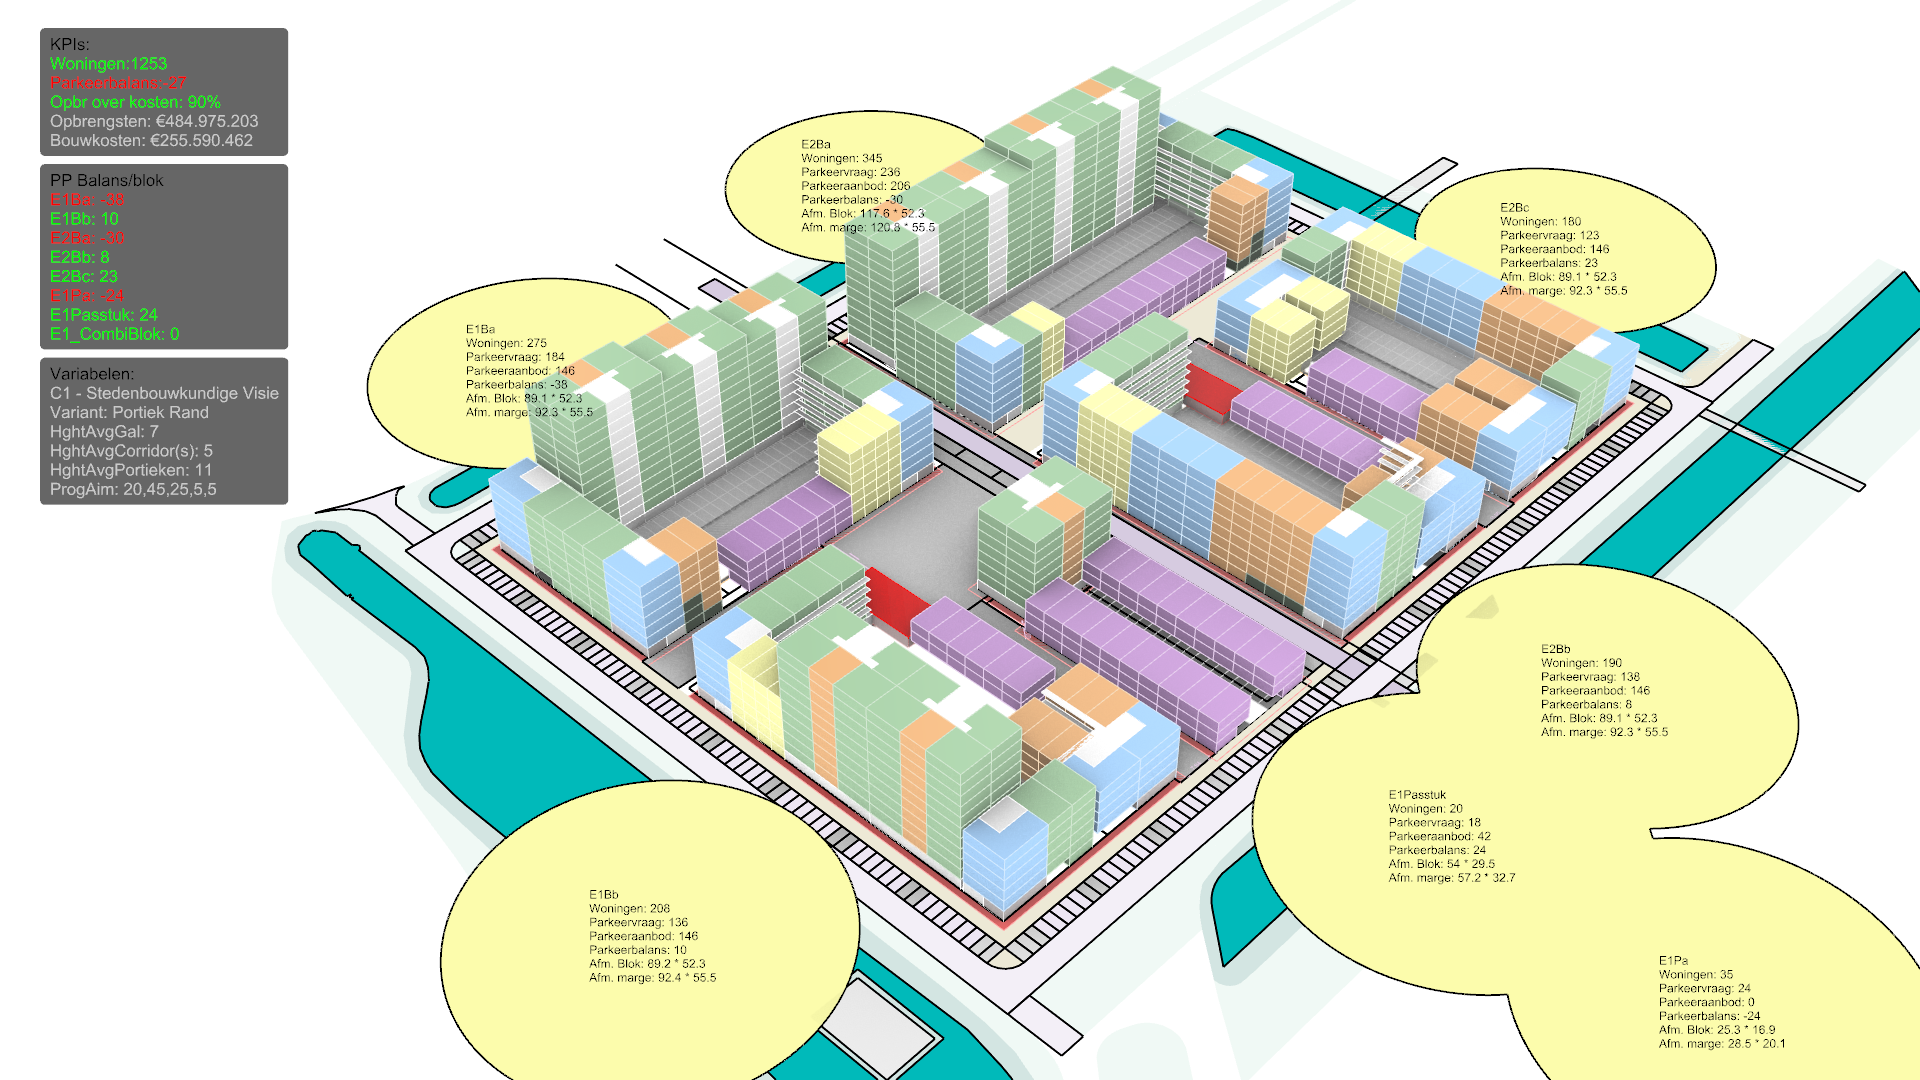 KPIs:
Woningen:1253
Parkeerbalans:-27
Opbr over kosten: 90%
Opbrengsten: €484.975.203
Bouwkosten: €255.590.462
PP Balans/blok
E1Ba: -38
E1Bb: 10
E2Ba: -30
E2Bb: 8
E2Bc: 23
E1Pa: -24
E1Passtuk: 24
E1_CombiBlok: 0
Variabelen:
C1 - Stedenbouwkundige Visie
Variant: Portiek Rand
HghtAvgGal: 7
HghtAvgCorridor(s): 5
HghtAvgPortieken: 11
ProgAim: 20,45,25,5,5
E2Ba
Woningen: 345
Parkeervraag: 236
Parkeeraanbod: 206
Parkeerbalans: -30
Afm. Blok: 117.6 * 52.3
Afm. marge: 120.8 * 55.5
E2Bc
Woningen: 180
Parkeervraag: 123
Parkeeraanbod: 146
Parkeerbalans: 23
Afm. Blok: 89.1 * 52.3
Afm. marge: 92.3 * 55.5
E1Ba
Woningen: 275
Parkeervraag: 184
Parkeeraanbod: 146
Parkeerbalans: -38
Afm. Blok: 89.1 * 52.3
Afm. marge: 92.3 * 55.5
E2Bb
Woningen: 190
Parkeervraag: 138
Parkeeraanbod: 146
Parkeerbalans: 8
Afm. Blok: 89.1 * 52.3
Afm. marge: 92.3 * 55.5
E1Passtuk
Woningen: 20
Parkeervraag: 18
Parkeeraanbod: 42
Parkeerbalans: 24
Afm. Blok: 54 * 29.5
Afm. marge: 57.2 * 32.7
E1Bb
Woningen: 208
Parkeervraag: 136
Parkeeraanbod: 146
Parkeerbalans: 10
Afm. Blok: 89.2 * 52.3
Afm. marge: 92.4 * 55.5
E1Pa
Woningen: 35
Parkeervraag: 24
Parkeeraanbod: 0
Parkeerbalans: -24
Afm. Blok: 25.3 * 16.9
Afm. marge: 28.5 * 20.1